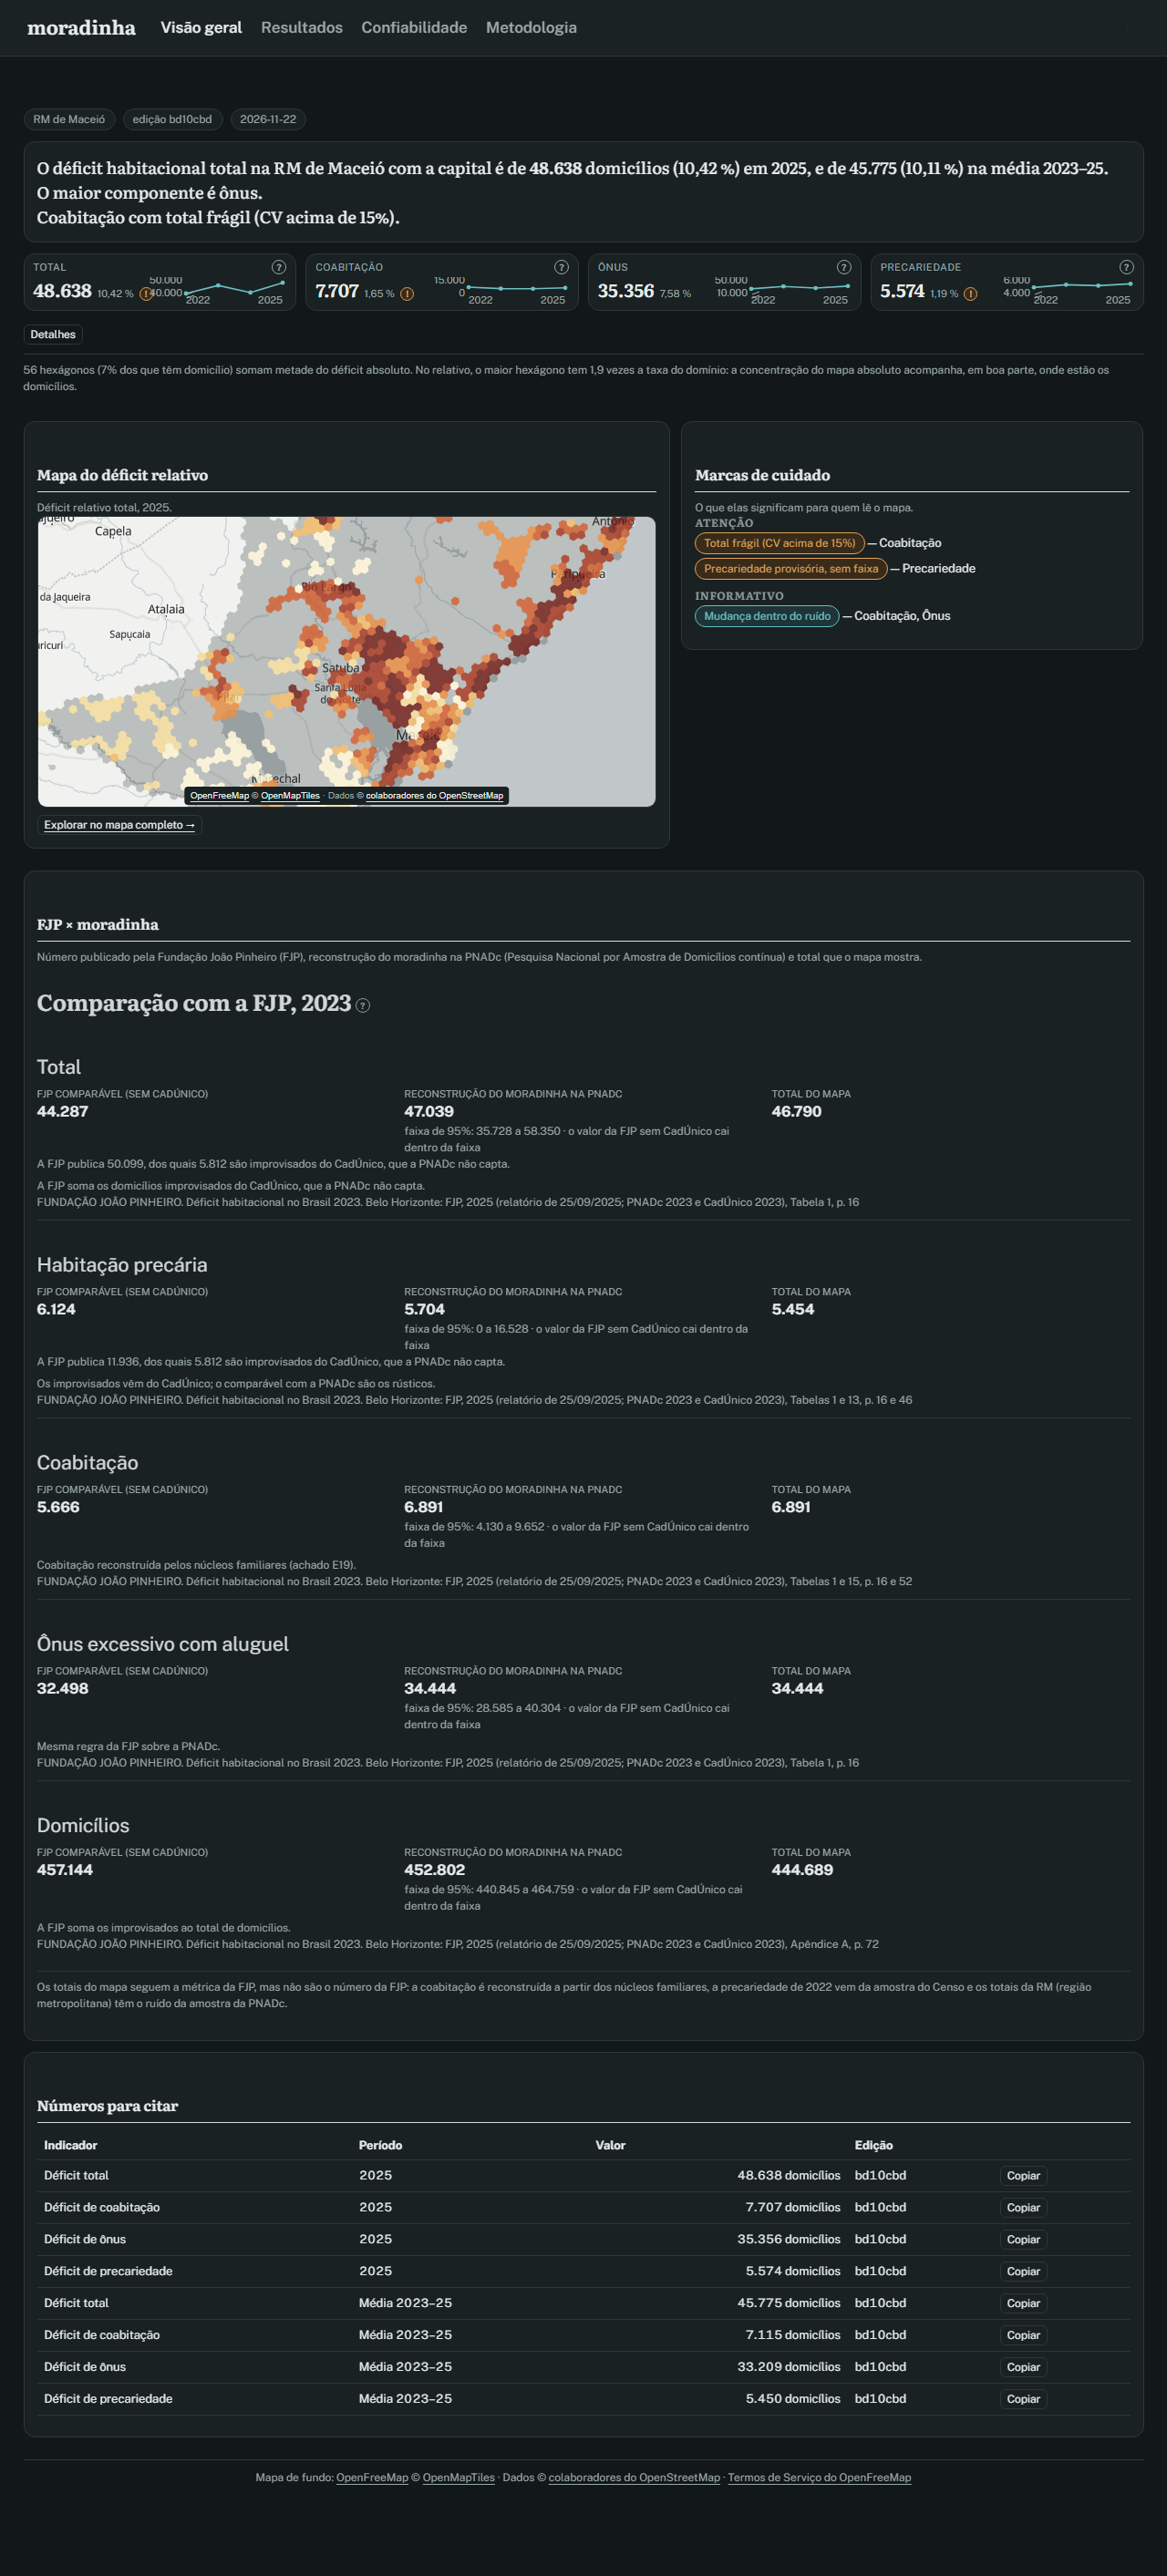 moradinha Visão geral Resultados Confiabilidade Metodologia
RM de Maceió edição bd10cbd 2026-11-22
O déficit habitacional total na RM de Maceió com a capital é de 48.638 domicílios (10,42 %) em 2025, e de 45.775 (10,11 %) na média 2023–25.
O maior componente é ônus.
Coabitação com total frágil (CV acima de 15%).
TOTAL ?
48.638 10,42 % !
50.000
40.000
2022 2025
COABITAÇÃO ?
7.707 1,65 % !
15.000
0
2022 2025
ÔNUS ?
35.356 7,58 %
50.000
10.000
2022 2025
PRECARIEDADE ?
5.574 1,19 % !
6.000
4.000
2022 2025
Detalhes
56 hexágonos (7% dos que têm domicílio) somam metade do déficit absoluto. No relativo, o maior hexágono tem 1,9 vezes a taxa do domínio: a concentração do mapa absoluto acompanha, em boa parte, onde estão os
domicílios.
Mapa do déficit relativo
Déficit relativo total, 2025.
Capela
da Jaqueira
Atalaia
Sapucaia
Rio Largo
Satuba
Santa Luzia
do Norte
Pilar
Maceió
OpenFreeMap © OpenMapTiles · Dados © colaboradores do OpenStreetMap
Explorar no mapa completo →
Marcas de cuidado
O que elas significam para quem lê o mapa.
ATENÇÃO
Total frágil (CV acima de 15%) — Coabitação
Precariedade provisória, sem faixa — Precariedade
INFORMATIVO
Mudança dentro do ruído — Coabitação, Ônus
FJP × moradinha
Número publicado pela Fundação João Pinheiro (FJP), reconstrução do moradinha na PNADc (Pesquisa Nacional por Amostra de Domicílios contínua) e total que o mapa mostra.
Comparação com a FJP, 2023 ?
Total
FJP COMPARÁVEL (SEM CADÚNICO) RECONSTRUÇÃO DO MORADINHA NA PNADC TOTAL DO MAPA
44.287 47.039 46.790
faixa de 95%: 35.728 a 58.350 · o valor da FJP sem CadÚnico cai
dentro da faixa
A FJP publica 50.099, dos quais 5.812 são improvisados do CadÚnico, que a PNADc não capta.
A FJP soma os domicílios improvisados do CadÚnico, que a PNADc não capta.
FUNDAÇÃO JOÃO PINHEIRO. Déficit habitacional no Brasil 2023. Belo Horizonte: FJP, 2025 (relatório de 25/09/2025; PNADc 2023 e CadÚnico 2023), Tabela 1, p. 16
Habitação precária
FJP COMPARÁVEL (SEM CADÚNICO) RECONSTRUÇÃO DO MORADINHA NA PNADC TOTAL DO MAPA
6.124 5.704 5.454
faixa de 95%: 0 a 16.528 · o valor da FJP sem CadÚnico cai dentro da
faixa
A FJP publica 11.936, dos quais 5.812 são improvisados do CadÚnico, que a PNADc não capta.
Os improvisados vêm do CadÚnico; o comparável com a PNADc são os rústicos.
FUNDAÇÃO JOÃO PINHEIRO. Déficit habitacional no Brasil 2023. Belo Horizonte: FJP, 2025 (relatório de 25/09/2025; PNADc 2023 e CadÚnico 2023), Tabelas 1 e 13, p. 16 e 46
Coabitação
FJP COMPARÁVEL (SEM CADÚNICO) RECONSTRUÇÃO DO MORADINHA NA PNADC TOTAL DO MAPA
5.666 6.891 6.891
faixa de 95%: 4.130 a 9.652 · o valor da FJP sem CadÚnico cai dentro
da faixa
Coabitação reconstruída pelos núcleos familiares (achado E19).
FUNDAÇÃO JOÃO PINHEIRO. Déficit habitacional no Brasil 2023. Belo Horizonte: FJP, 2025 (relatório de 25/09/2025; PNADc 2023 e CadÚnico 2023), Tabelas 1 e 15, p. 16 e 52
Ônus excessivo com aluguel
FJP COMPARÁVEL (SEM CADÚNICO) RECONSTRUÇÃO DO MORADINHA NA PNADC TOTAL DO MAPA
32.498 34.444 34.444
faixa de 95%: 28.585 a 40.304 · o valor da FJP sem CadÚnico cai
dentro da faixa
Mesma regra da FJP sobre a PNADc.
FUNDAÇÃO JOÃO PINHEIRO. Déficit habitacional no Brasil 2023. Belo Horizonte: FJP, 2025 (relatório de 25/09/2025; PNADc 2023 e CadÚnico 2023), Tabela 1, p. 16
Domicílios
FJP COMPARÁVEL (SEM CADÚNICO) RECONSTRUÇÃO DO MORADINHA NA PNADC TOTAL DO MAPA
457.144 452.802 444.689
faixa de 95%: 440.845 a 464.759 · o valor da FJP sem CadÚnico cai
dentro da faixa
A FJP soma os improvisados ao total de domicílios.
FUNDAÇÃO JOÃO PINHEIRO. Déficit habitacional no Brasil 2023. Belo Horizonte: FJP, 2025 (relatório de 25/09/2025; PNADc 2023 e CadÚnico 2023), Apêndice A, p. 72
Os totais do mapa seguem a métrica da FJP, mas não são o número da FJP: a coabitação é reconstruída a partir dos núcleos familiares, a precariedade de 2022 vem da amostra do Censo e os totais da RM (região
metropolitana) têm o ruído da amostra da PNADc.
Números para citar
Indicador Período Valor Edição
Déficit total 2025 48.638 domicílios bd10cbd Copiar
Déficit de coabitação 2025 7.707 domicílios bd10cbd Copiar
Déficit de ônus 2025 35.356 domicílios bd10cbd Copiar
Déficit de precariedade 2025 5.574 domicílios bd10cbd Copiar
Déficit total Média 2023–25 45.775 domicílios bd10cbd Copiar
Déficit de coabitação Média 2023–25 7.115 domicílios bd10cbd Copiar
Déficit de ônus Média 2023–25 33.209 domicílios bd10cbd Copiar
Déficit de precariedade Média 2023–25 5.450 domicílios bd10cbd Copiar
Mapa de fundo: OpenFreeMap © OpenMapTiles · Dados © colaboradores do OpenStreetMap · Termos de Serviço do OpenFreeMap